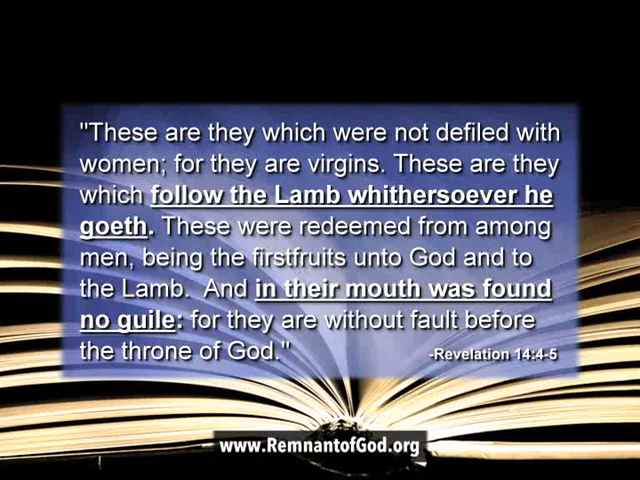 "These are they which were not defiled with
women; for they are virgins. These are they
which follow the Lamb whithersoever he
goeth. These were redeemed from among
men, being the firstfruits unto God and to
the Lamb.  And in their mouth was found
no guile: for they are without fault before
the throne of God."
-Revelation 14:4-5
www.RemnantofGod.org